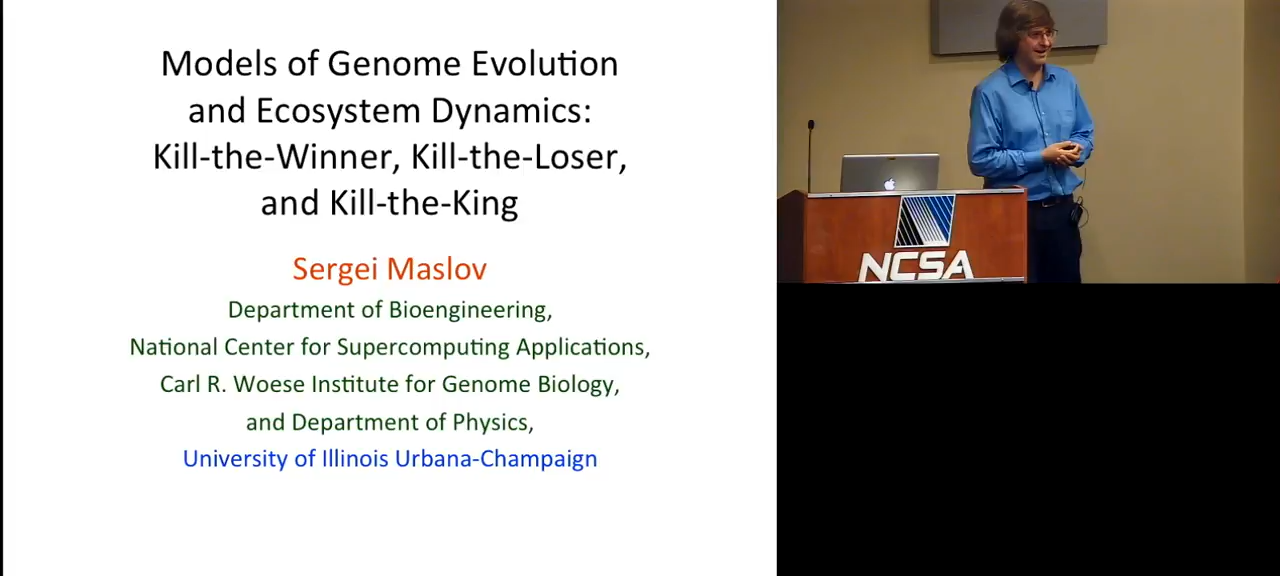 Models of Genome Evolution
and Ecosystem Dynamics:
Kill-the-Winner, Kill-the-Loser,
and Kill-the-King
Sergei Maslov
Department of Bioengineering,
National Center for Supercomputing Applications,
Carl R. Woese Institute for Genome Biology,
and Department of Physics,
University of Illinois Urbana-Champaign
NCSA